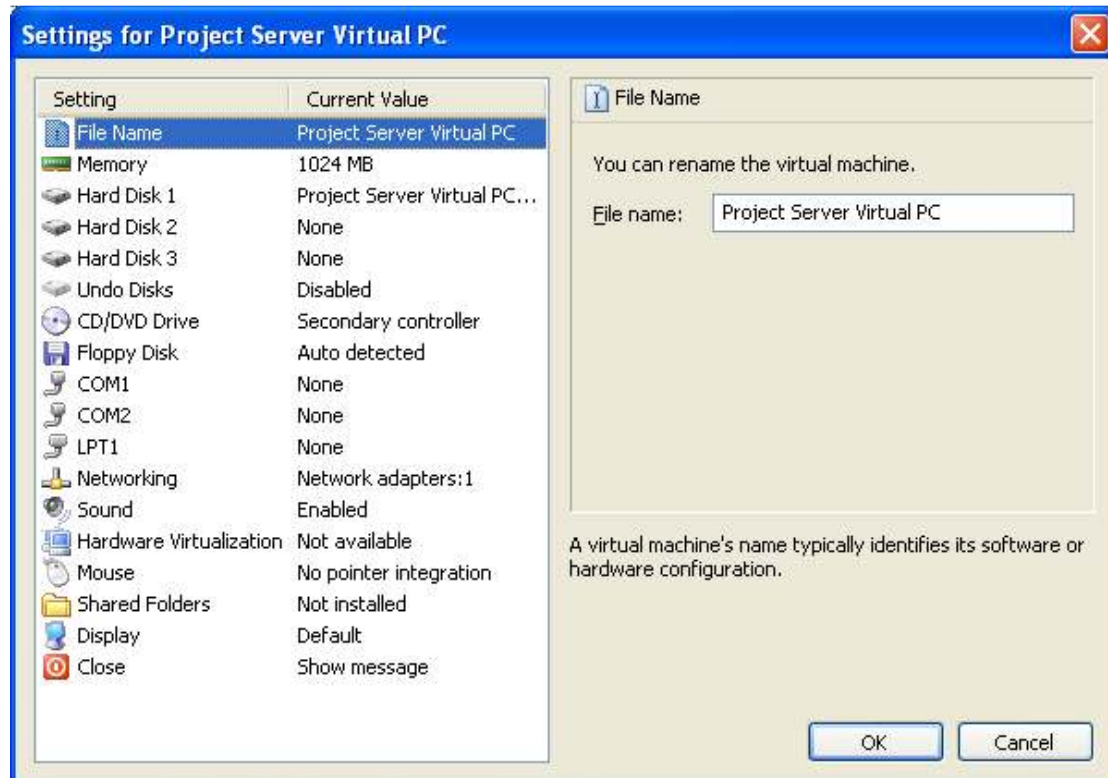 Settings for Project Server Virtual PC
Setting Current Value
File Name Project Server Virtual PC
Memory 1024 MB
Hard Disk 1 Project Server Virtual PC...
Hard Disk 2 None
Hard Disk 3 None
Undo Disks Disabled
CD/DVD Drive Secondary controller
Floppy Disk Auto detected
COM1 None
COM2 None
LPT1 None
Networking Network adapters:1
Sound Enabled
Hardware Virtualization Not available
Mouse No pointer integration
Shared Folders Not installed
Display Default
Close Show message
File Name
You can rename the virtual machine.
File name: Project Server Virtual PC
A virtual machine's name typically identifies its software or
hardware configuration.
OK Cancel